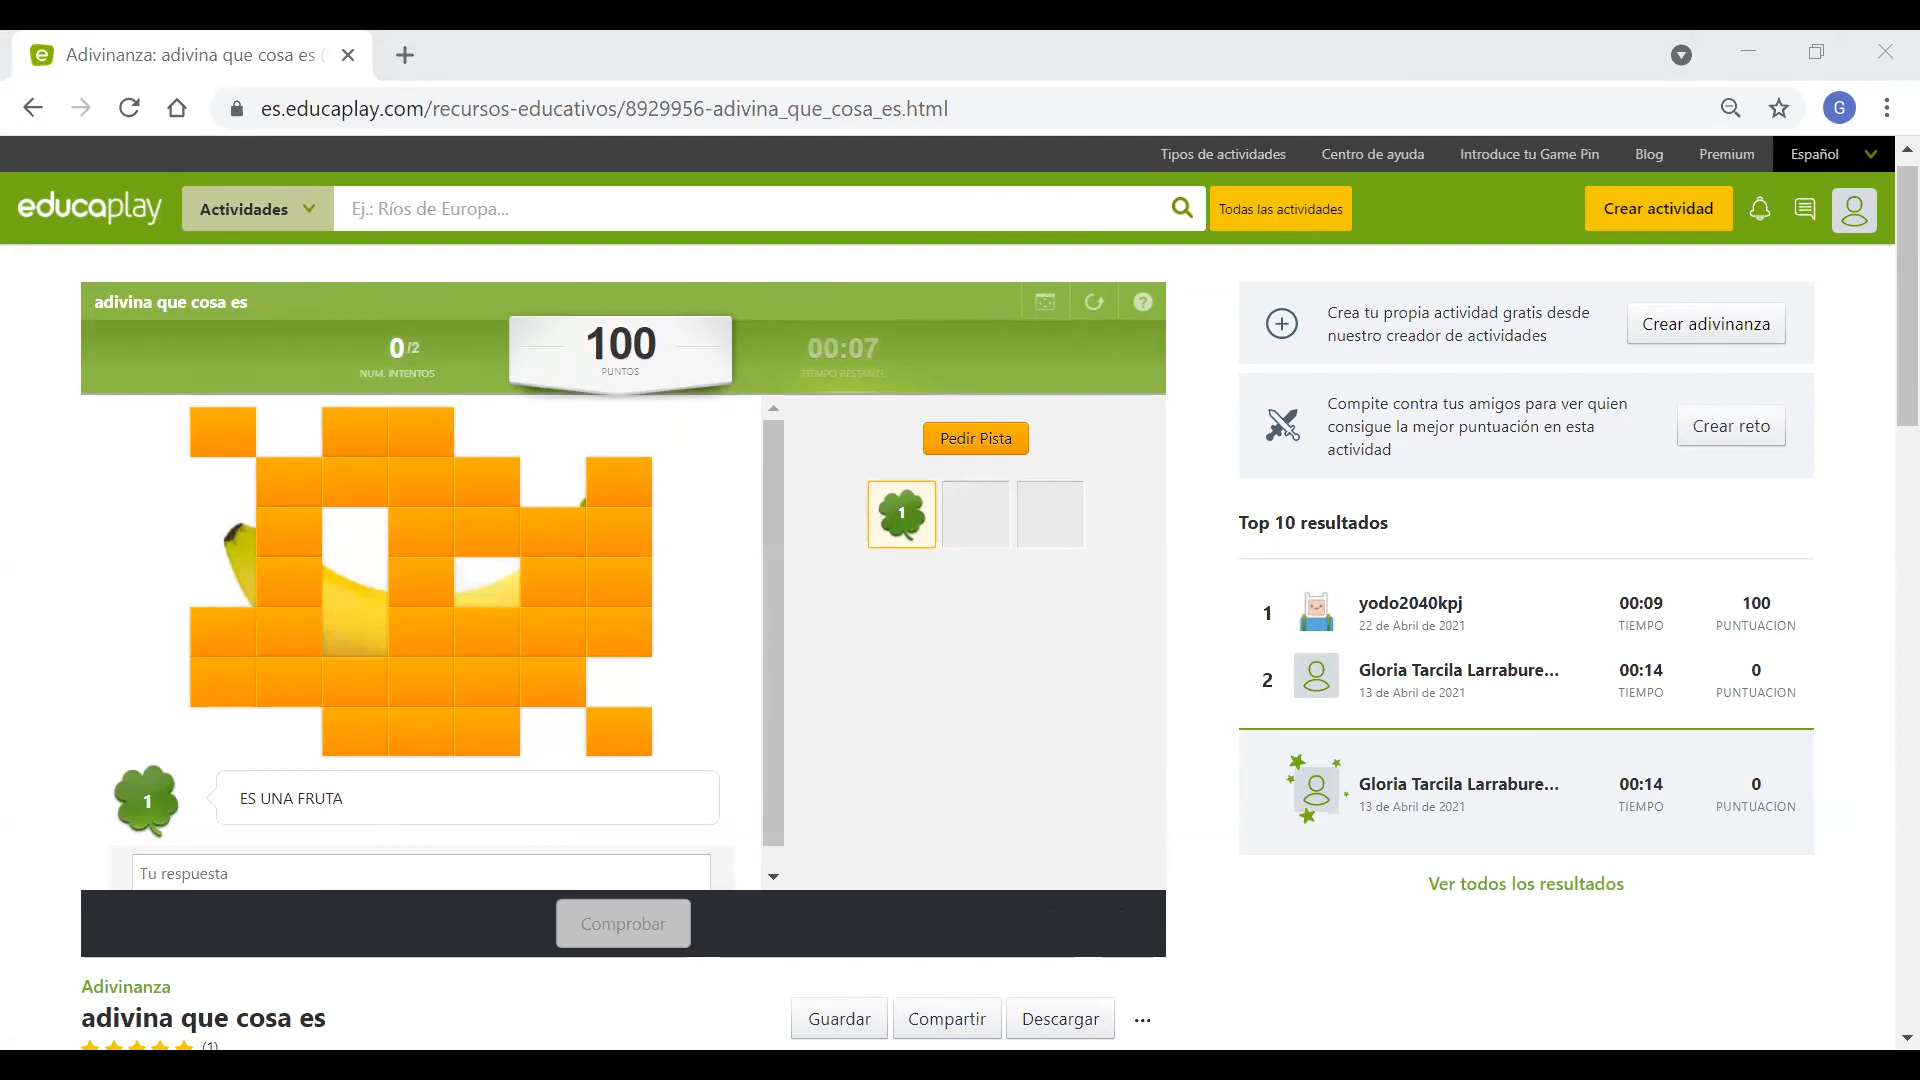 Adivinanza: adivina que cosa es (
es.educaplay.com/recursos-educativos/8929956-adivina_que_cosa_es.html
G
Tipos de actividades Centro de ayuda Introduce tu Game Pin Blog Premium Español
educaplay Actividades Ej.: Ríos de Europa... Todas las actividades Crear actividad
adivina que cosa es
0/2
NUM. INTENTOS
100
PUNTOS
00:07
TIEMPO RESTANTE
Pedir Pista
1
1
ES UNA FRUTA
Tu respuesta
Comprobar
Crea tu propia actividad gratis desde
nuestro creador de actividades
Crear adivinanza
Compite contra tus amigos para ver quien
consigue la mejor puntuación en esta
actividad
Crear reto
Top 10 resultados
1 yodo2040kpj 00:09 100
22 de Abril de 2021 TIEMPO PUNTUACION
2 Gloria Tarcila Larrabure... 00:14 0
13 de Abril de 2021 TIEMPO PUNTUACION
Gloria Tarcila Larrabure... 00:14 0
13 de Abril de 2021 TIEMPO PUNTUACION
Ver todos los resultados
Adivinanza
adivina que cosa es
Guardar Compartir Descargar ...
(1)